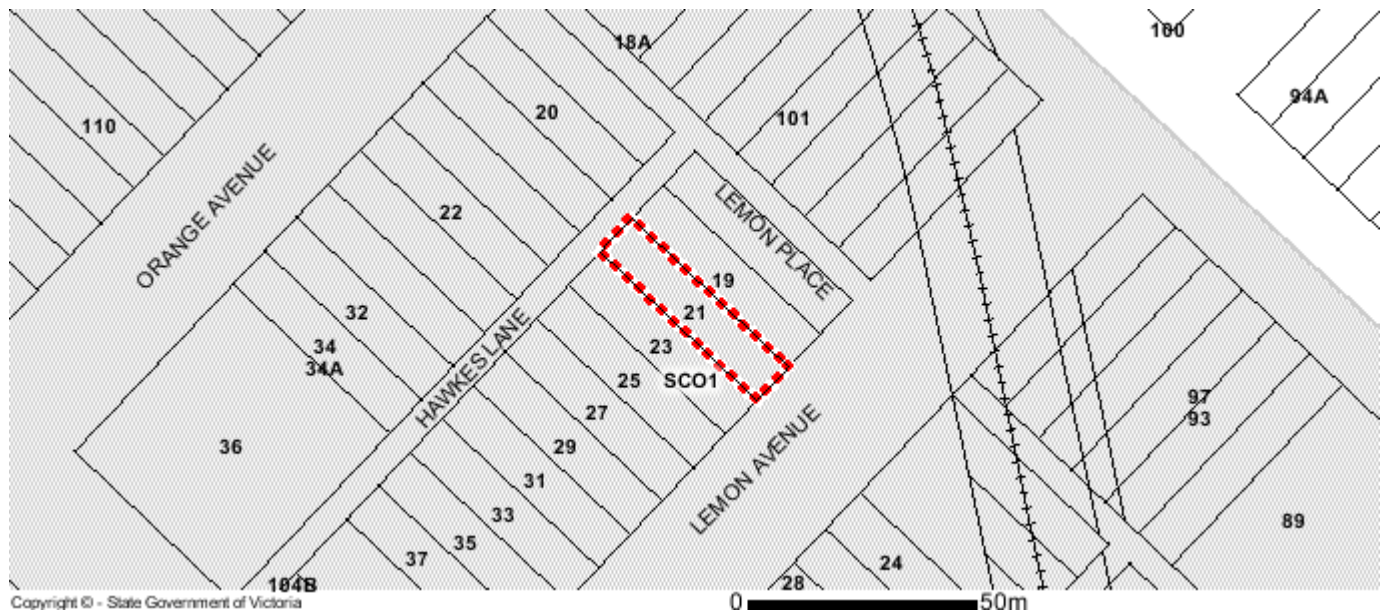 100
18A
94A
20
101
110
ORANGE AVENUE
LEMON PLACE
22
19
32
21
34
34A
23
HAWKES LANE
25
SCO1
97
93
27
36
29
LEMON AVENUE
31
33
89
35
37
24
104B
28
Copyright © - State Government of Victoria
0 50m